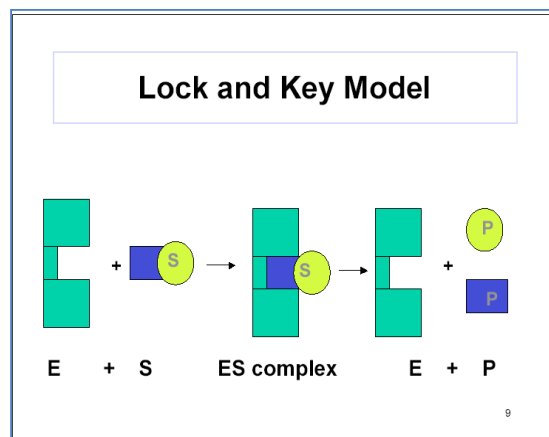 Lock and Key Model
P
+ S → S → +
P
E + S ES complex E + P
9